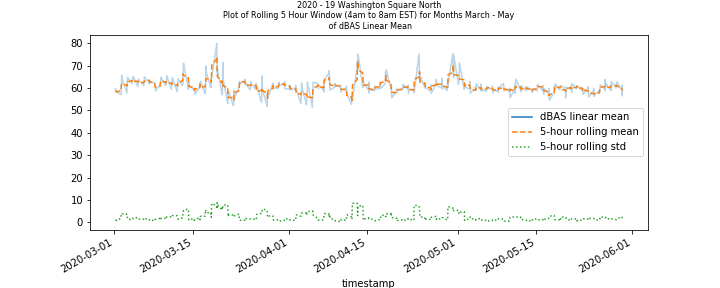 2020 - 19 Washington Square North
Plot of Rolling 5 Hour Window (4am to 8am EST) for Months March - May
of dBAS Linear Mean
80
70
60
50
40
30
20
10
0
dBAS linear mean
5-hour rolling mean
5-hour rolling std
2020-03-01
2020-03-15
2020-04-01
2020-04-15
2020-05-01
2020-05-15
2020-06-01
timestamp